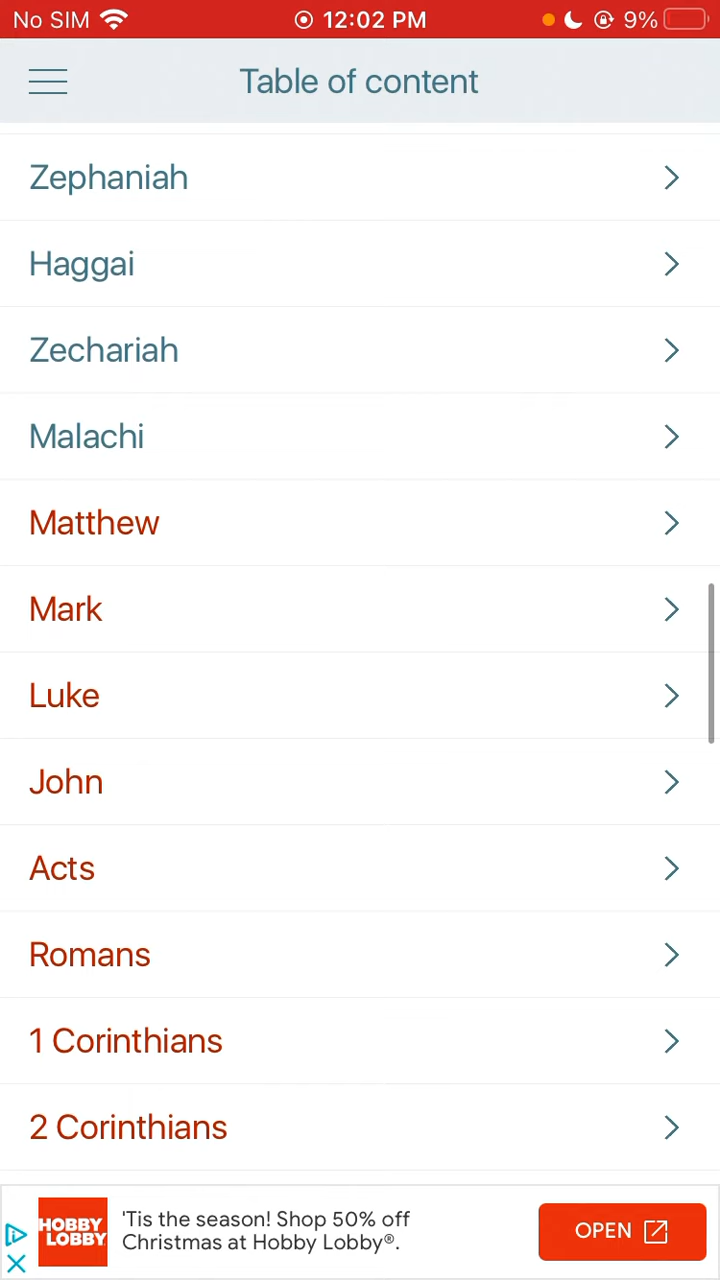 No SIM 12:02 PM 9%
Table of content
Zephaniah
Haggai
Zechariah
Malachi
Matthew
Mark
Luke
John
Acts
Romans
1 Corinthians
2 Corinthians
HOBBY
LOBBY
'Tis the season! Shop 50% off
Christmas at Hobby Lobby®.
OPEN